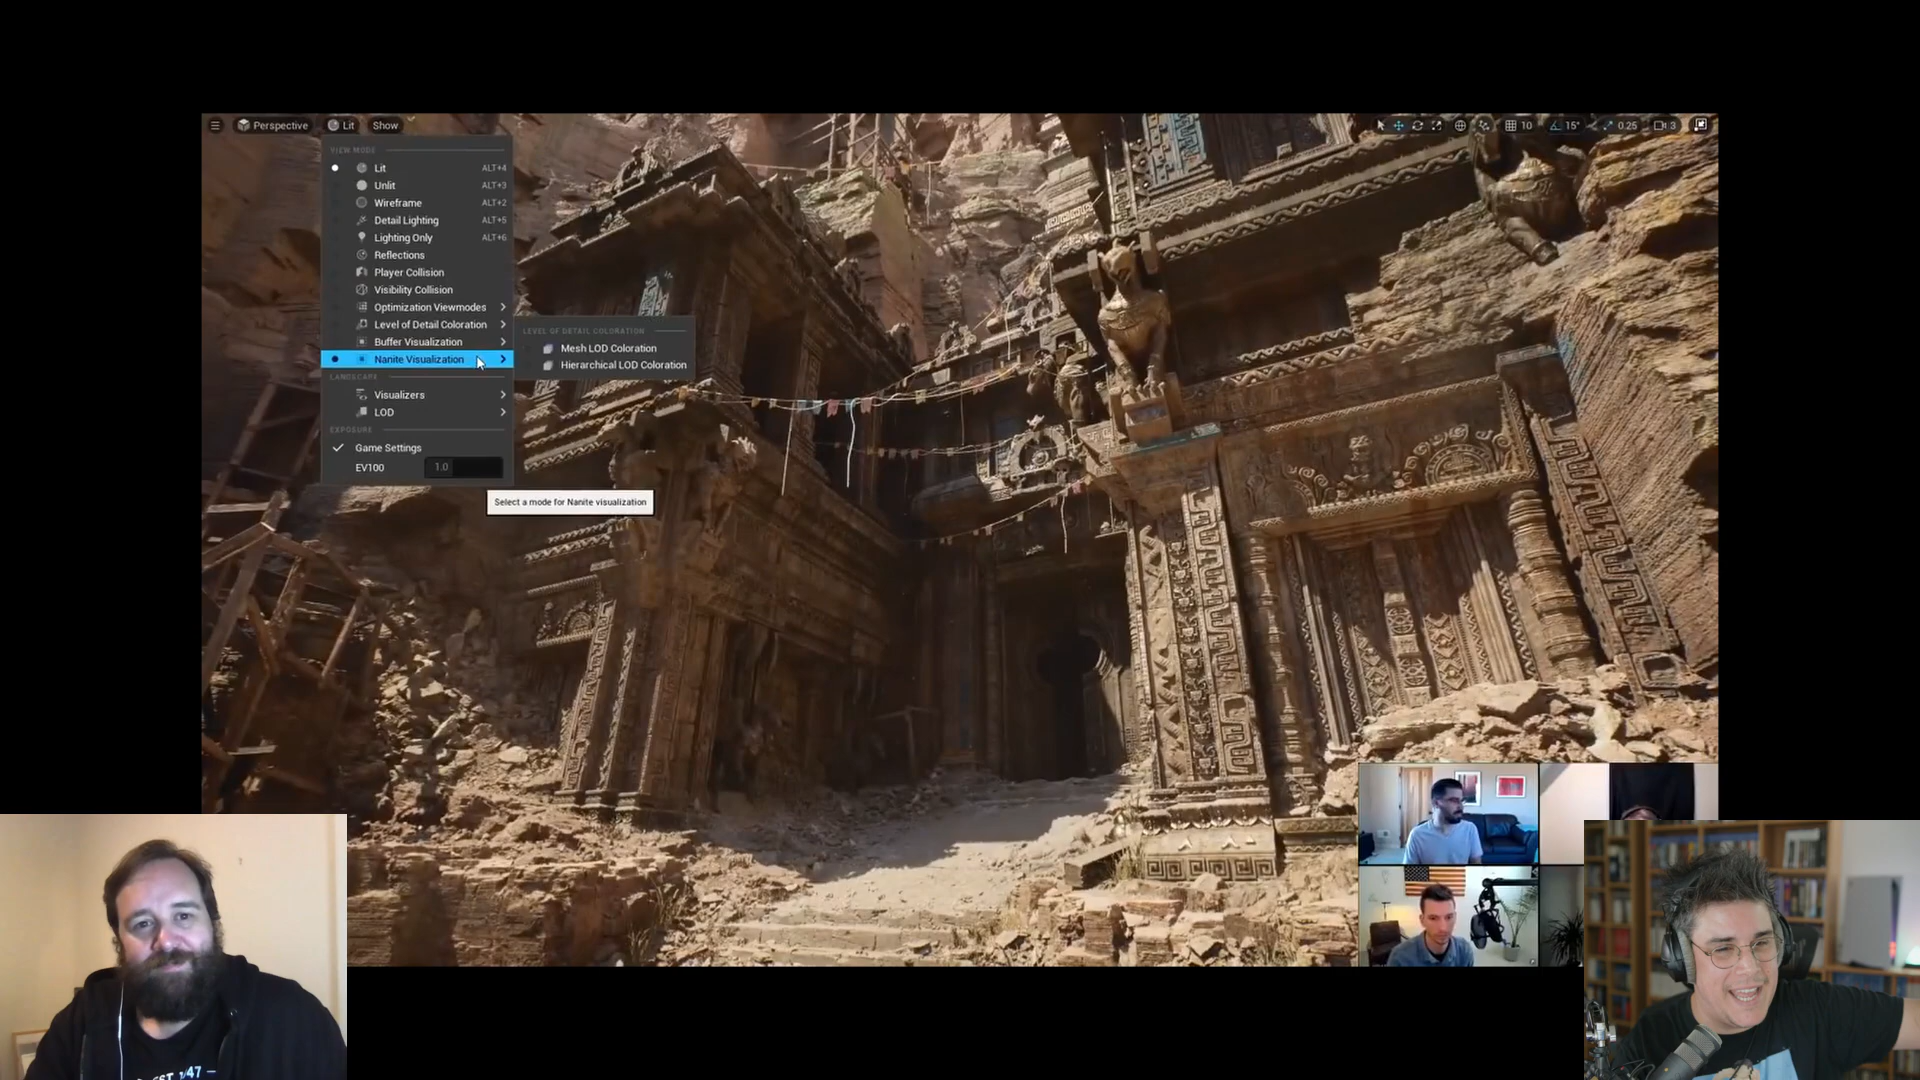 Perspective
Lit
Show
10
15°
0.25
3
VIEW MODE
Lit ALT+4
Unlit ALT+3
Wireframe ALT+2
Detail Lighting ALT+5
Lighting Only ALT+6
Reflections
Player Collision
Visibility Collision
Optimization Viewmodes
Level of Detail Coloration
Buffer Visualization
Nanite Visualization
LEVEL OF DETAIL COLORATION
Mesh LOD Coloration
Hierarchical LOD Coloration
LANDSCAPE
Visualizers
LOD
EXPOSURE
Game Settings
EV100 1.0
Select a mode for Nanite visualization